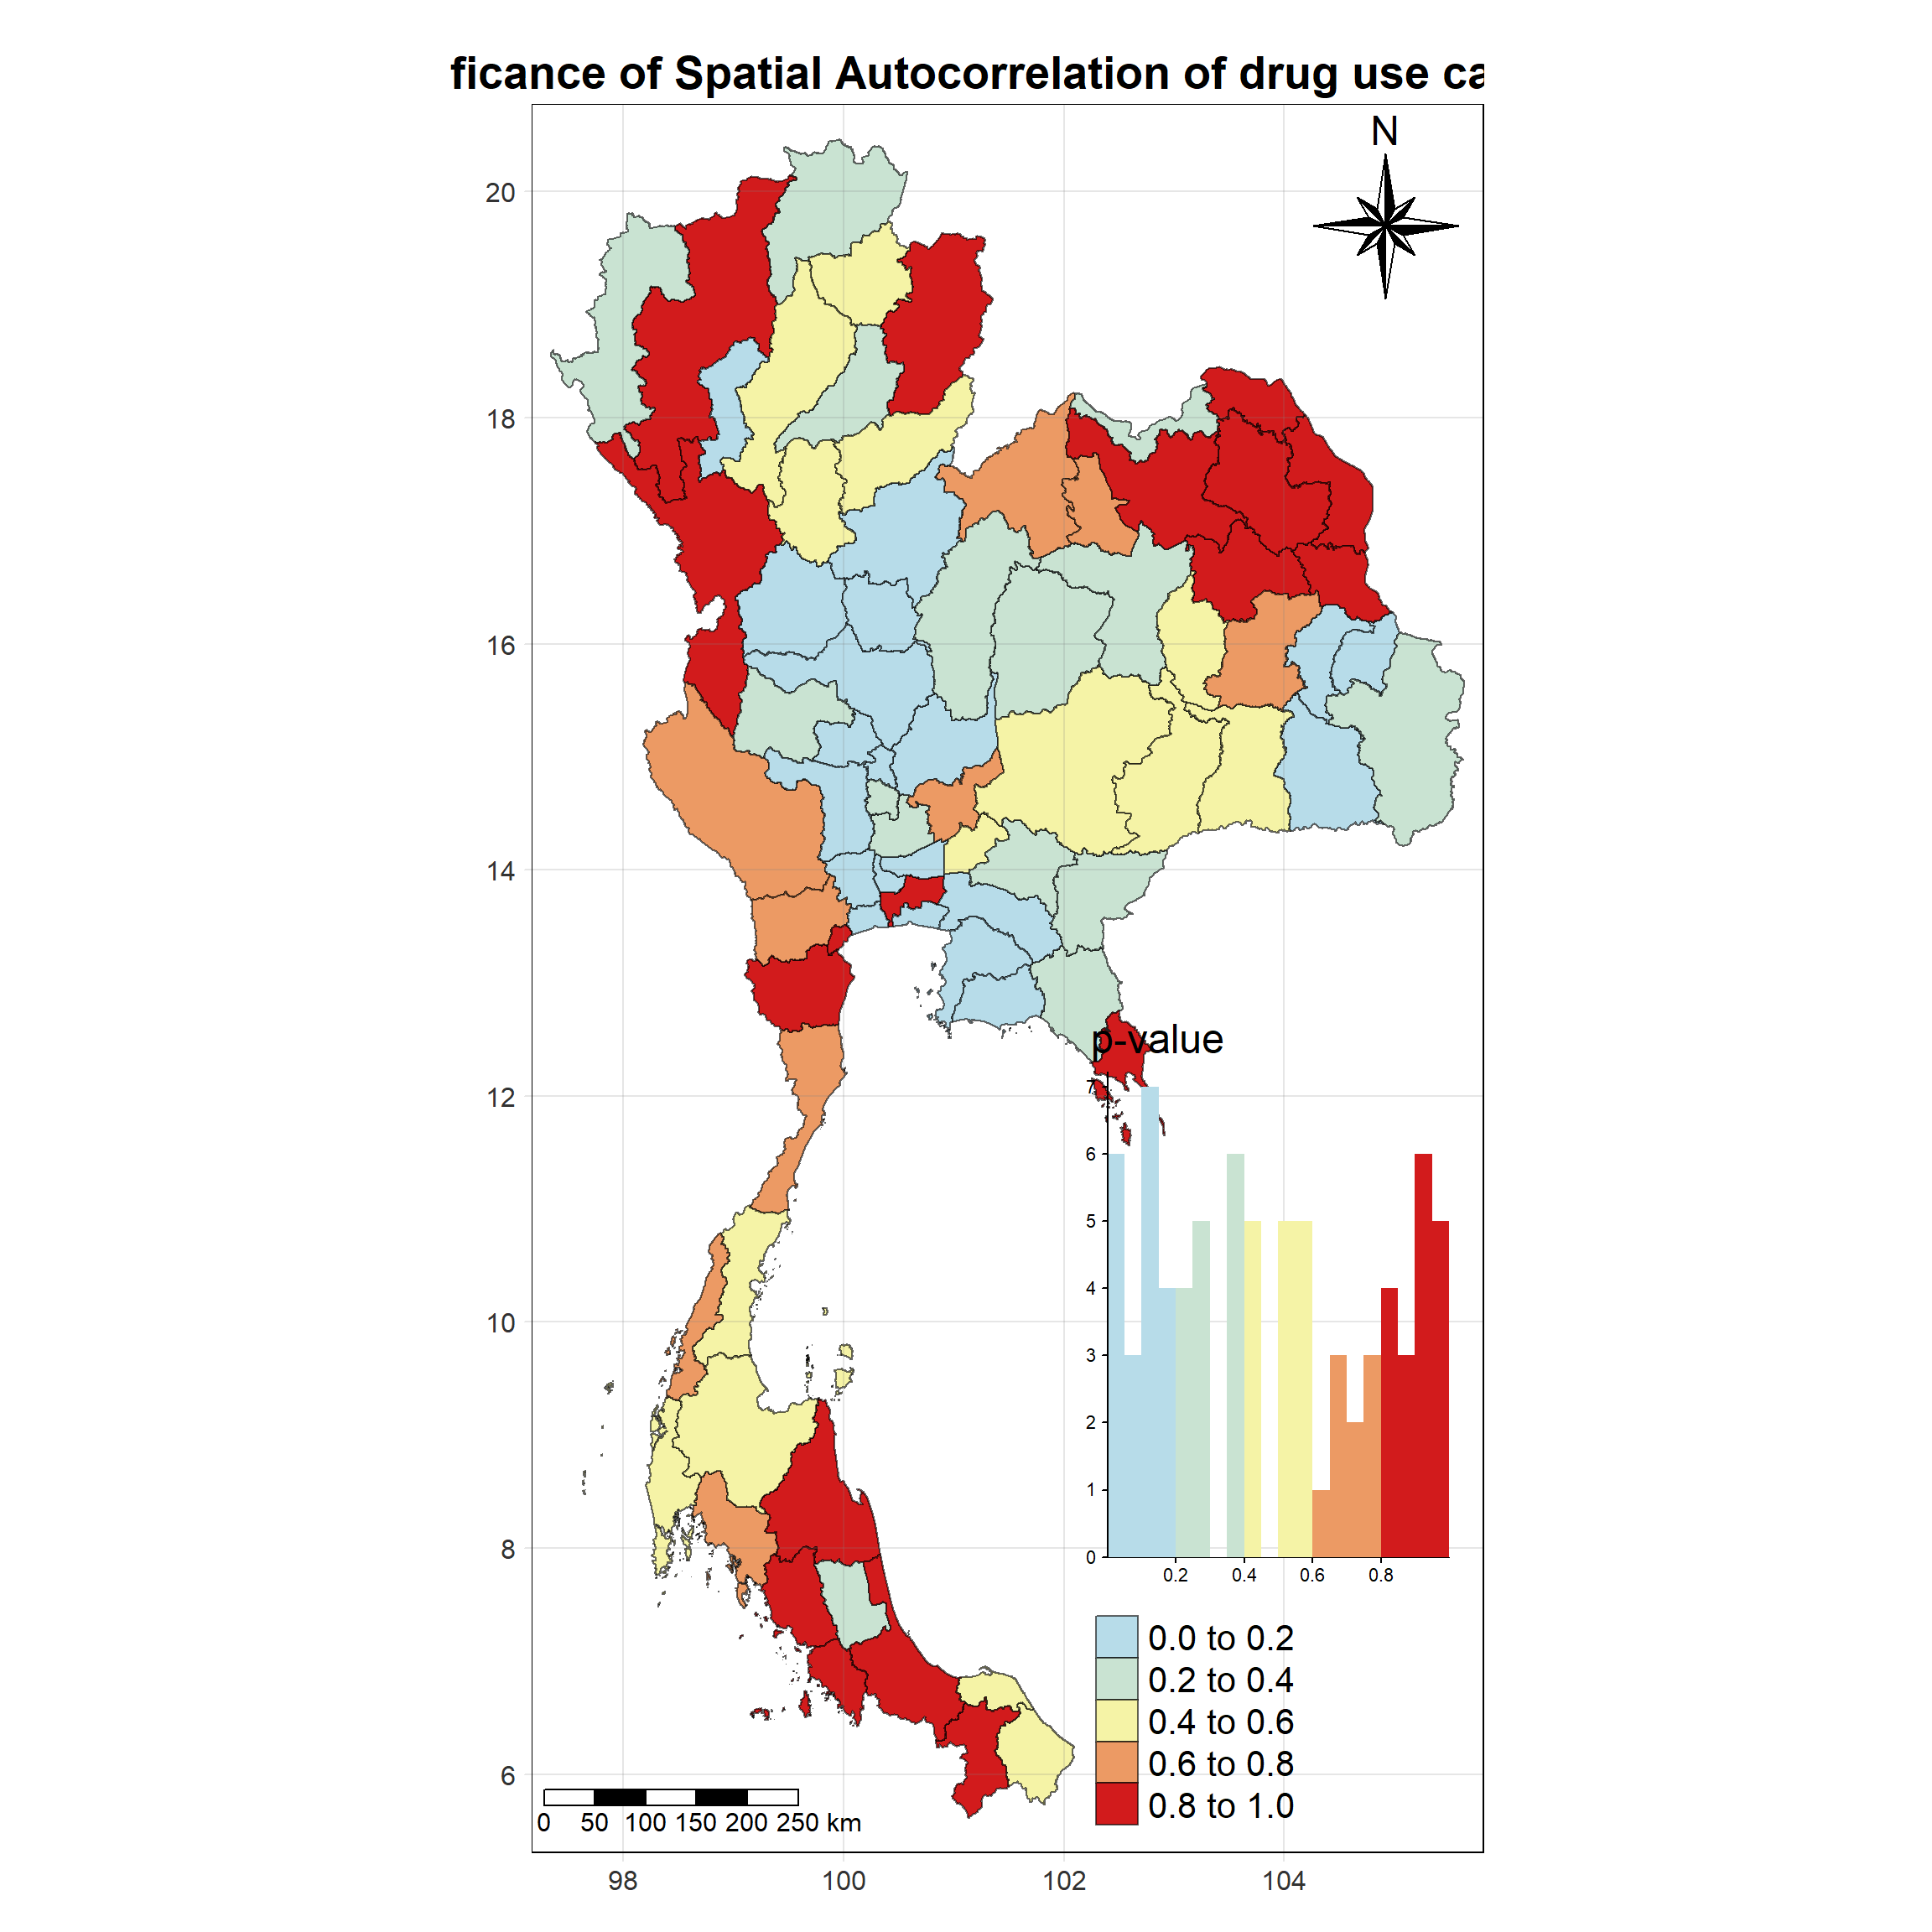 ficance of Spatial Autocorrelation of drug use ca
N
20
18
16
14
12
10
8
6
98 100 102 104
p-value
7
6
5
4
3
2
1
0
0.2 0.4 0.6 0.8
0.0 to 0.2
0.2 to 0.4
0.4 to 0.6
0.6 to 0.8
0.8 to 1.0
0 50 100 150 200 250 km